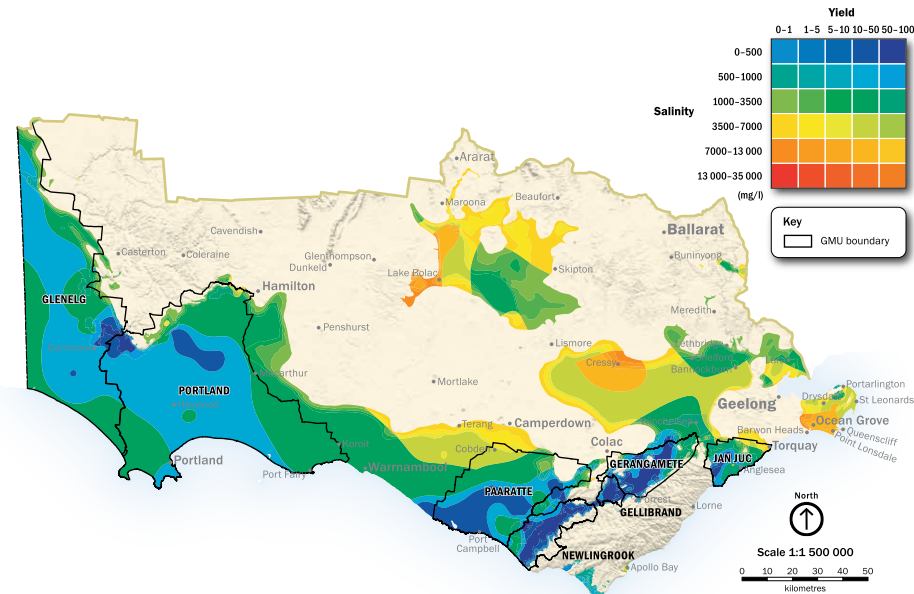 Yield
0–1 1–5 5–10 10–50 50–100
Salinity
0–500
500–1000
1000–3500
3500–7000
7000–13 000
13 000–35 000
(mg/l)
Key
GMU boundary
Ararat
Maroona
Beaufort
Cavendish
Ballarat
Casterton
Coleraine
Glenthompson
Buninyong
Dunkeld
Lake Bolac
Skipton
Hamilton
GLENELG
Meredith
Penshurst
Lismore
Lethbridge
Shelford
Cressy
Bannockburn
Macarthur
Mortlake
PORTLAND
Portarlington
Drysdale
St Leonards
Geelong
Terang
Camperdown
Ocean Grove
Barwon Heads
Queenscliff
Point Lonsdale
Koroit
Colac
Torquay
Cobden
Portland
Warrnambool
GERANGAMETE
JAN JUC
Port Fairy
Anglesea
PAARATTE
Forrest
Lorne
GELLIBRAND
North
Port
Campbell
NEWLINGROOK
Scale 1:1 500 000
Apollo Bay
0 10 20 30 40 50
kilometres